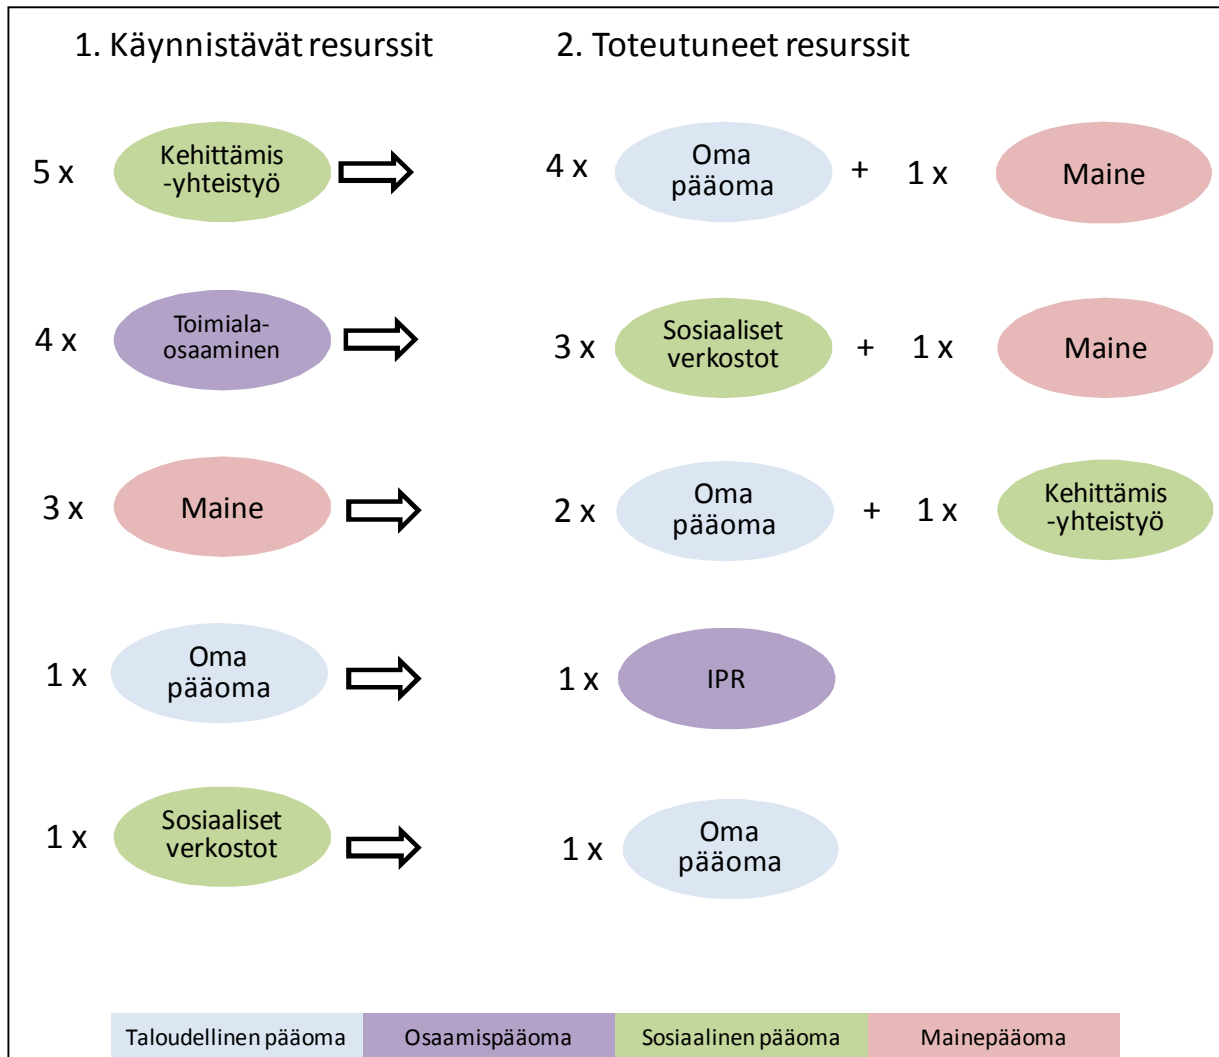 1. Käynnistävät resurssit
2. Toteutuneet resurssit
5 x
Kehittämis
-yhteistyö
4 x
Oma
pääoma
+
1 x
Maine
4 x
Toimiala-
osaaminen
3 x
Sosiaaliset
verkostot
+
1 x
Maine
3 x
Maine
2 x
Oma
pääoma
+
1 x
Kehittämis
-yhteistyö
1 x
Oma
pääoma
1 x
IPR
1 x
Sosiaaliset
verkostot
1 x
Oma
pääoma
Taloudellinen pääoma
Osaamispääoma
Sosiaalinen pääoma
Mainepääoma